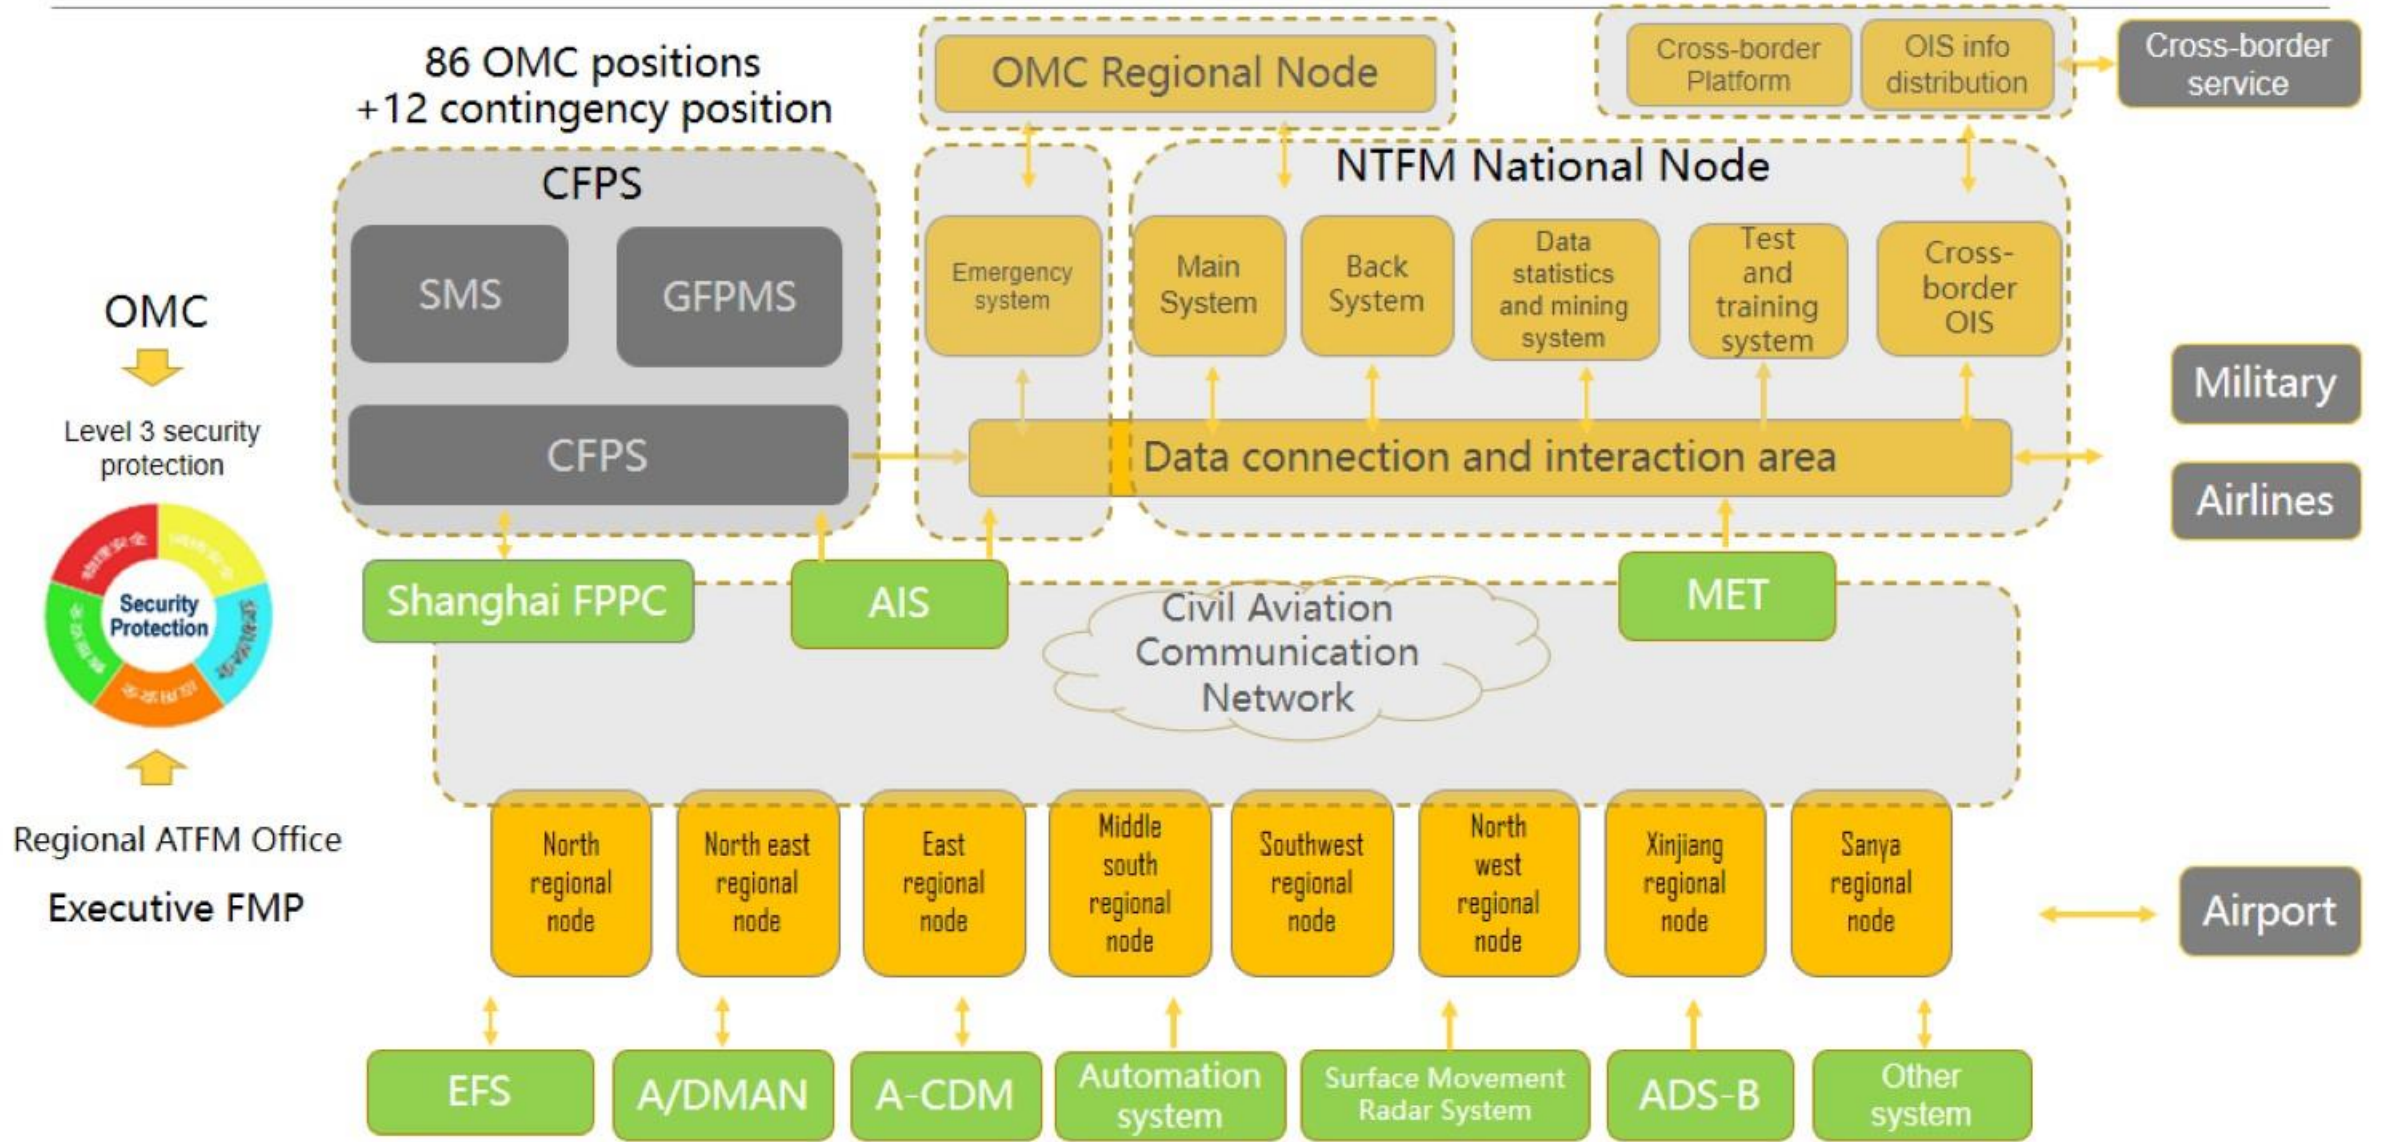 86 OMC positions
+12 contingency position
OMC Regional Node
Cross-border
Platform
OIS info
distribution
Cross-border
service
CFPS
NTFM National Node
SMS
GFPMS
Emergency
system
Main
System
Back
System
Data
statistics
and mining
system
Test
and
training
system
Cross-
border
OIS
OMC
Level 3 security
protection
CFPS
Data connection and interaction area
Military
Airlines
Shanghai FPPC
AIS
MET
Civil Aviation
Communication
Network
Security
Protection
Regional ATFM Office
Executive FMP
North
regional
node
North east
regional
node
East
regional
node
Middle
south
regional
node
Southwest
regional
node
North
west
regional
node
Xinjiang
regional
node
Sanya
regional
node
Airport
EFS
A/DMAN
A-CDM
Automation
system
Surface Movement
Radar System
ADS-B
Other
system